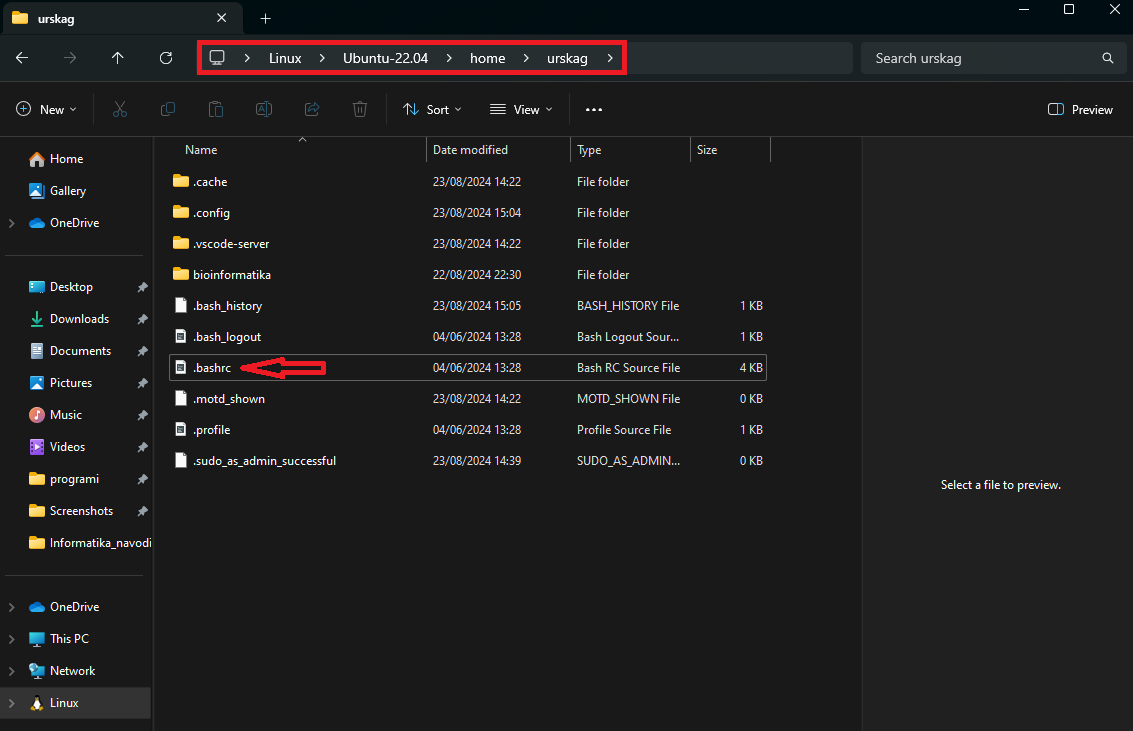 urskag
Linux Ubuntu-22.04 home urskag
Search urskag
New
Sort
View
Preview
Home
Gallery
OneDrive
Desktop
Downloads
Documents
Pictures
Music
Videos
programi
Screenshots
Informatika_navodi
OneDrive
This PC
Network
Linux
Name Date modified Type Size
.cache 23/08/2024 14:22 File folder
.config 23/08/2024 15:04 File folder
.vscode-server 23/08/2024 14:22 File folder
bioinformatika 22/08/2024 22:30 File folder
.bash_history 23/08/2024 15:05 BASH_HISTORY File 1 KB
.bash_logout 04/06/2024 13:28 Bash Logout Sour... 1 KB
.bashrc 04/06/2024 13:28 Bash RC Source File 4 KB
.motd_shown 23/08/2024 14:22 MOTD_SHOWN File 0 KB
.profile 04/06/2024 13:28 Profile Source File 1 KB
.sudo_as_admin_successful 23/08/2024 14:39 SUDO_AS_ADMIN... 0 KB
Select a file to preview.